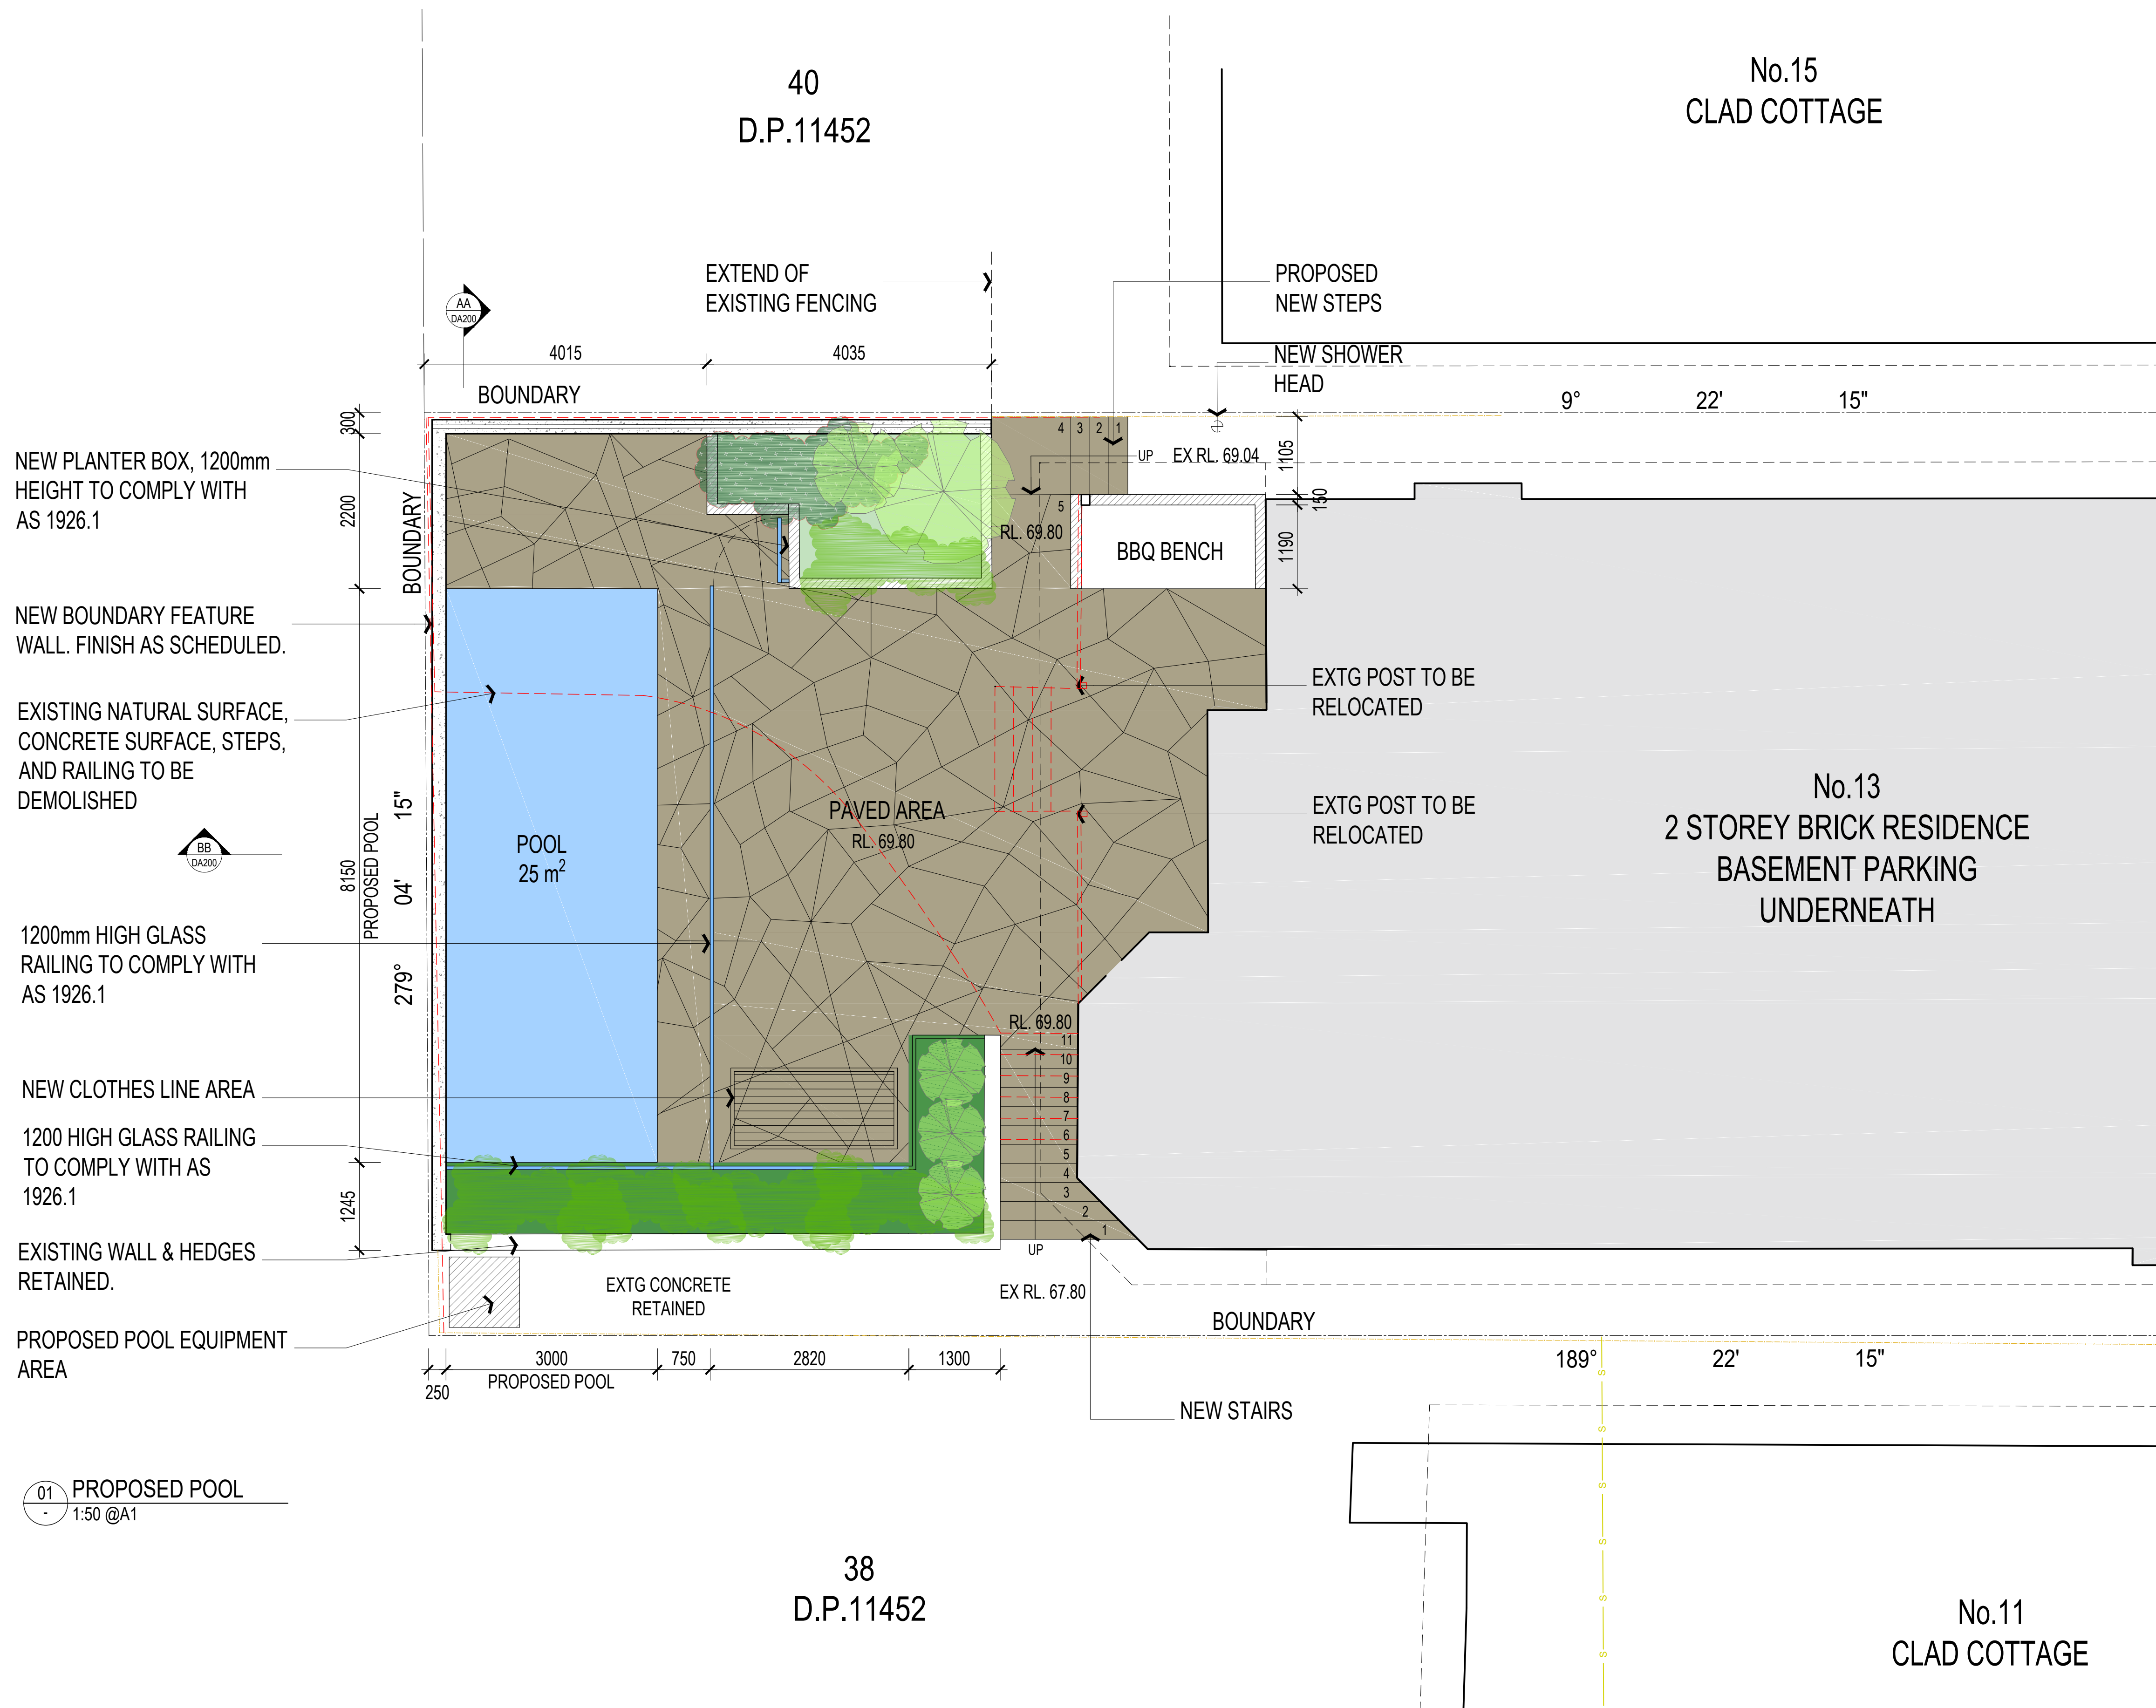 40
D.P.11452
No.15
CLAD COTTAGE
EXTEND OF
EXISTING FENCING
PROPOSED
NEW STEPS
AA
DA200
4015
4035
NEW SHOWER
HEAD
BOUNDARY
9°
22'
15"
300
4
3
2
1
1105
UP
EX RL. 69.04
NEW PLANTER BOX, 1200mm
HEIGHT TO COMPLY WITH
AS 1926.1
2200
BOUNDARY
150
5
RL. 69.80
1190
BBQ BENCH
NEW BOUNDARY FEATURE
WALL. FINISH AS SCHEDULED.
EXISTING NATURAL SURFACE,
CONCRETE SURFACE, STEPS,
AND RAILING TO BE
DEMOLISHED
EXTG POST TO BE
RELOCATED
EXTG POST TO BE
RELOCATED
BB
DA200
8150
PROPOSED POOL
279°
04'
15"
POOL
25 m²
PAVED AREA
RL. 69.80
No.13
2 STOREY BRICK RESIDENCE
BASEMENT PARKING
UNDERNEATH
1200mm HIGH GLASS
RAILING TO COMPLY WITH
AS 1926.1
RL. 69.80
11
10
9
8
7
6
5
4
3
2
1
UP
NEW CLOTHES LINE AREA
1200 HIGH GLASS RAILING
TO COMPLY WITH AS
1926.1
1245
EXISTING WALL & HEDGES
RETAINED.
EXTG CONCRETE
RETAINED
EX RL. 67.80
BOUNDARY
PROPOSED POOL EQUIPMENT
AREA
250
3000
PROPOSED POOL
750
2820
1300
189°
22'
15"
S
S
S
S
S
S
NEW STAIRS
01
-
PROPOSED POOL
1:50 @A1
38
D.P.11452
No.11
CLAD COTTAGE